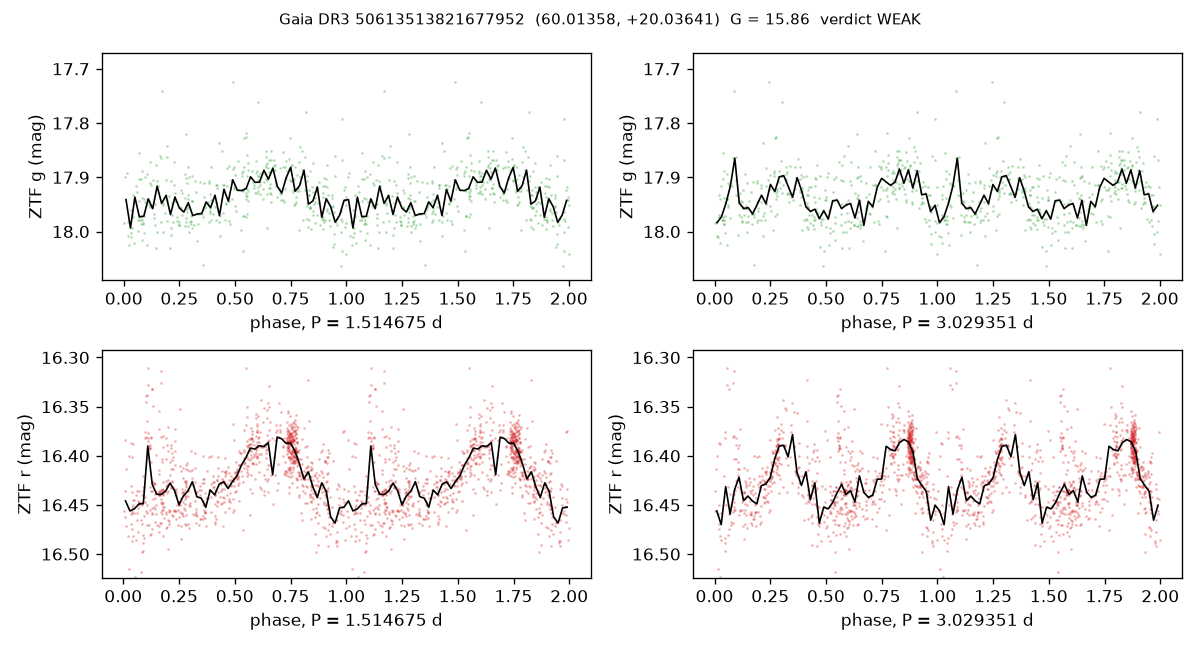 Gaia DR3 50613513821677952 (60.01358, +20.03641) G = 15.86 verdict WEAK
ZTF g (mag)
17.7
17.8
17.9
18.0
0.00 0.25 0.50 0.75 1.00 1.25 1.50 1.75 2.00
phase, P = 1.514675 d
ZTF g (mag)
17.7
17.8
17.9
18.0
0.00 0.25 0.50 0.75 1.00 1.25 1.50 1.75 2.00
phase, P = 3.029351 d
ZTF r (mag)
16.30
16.35
16.40
16.45
16.50
0.00 0.25 0.50 0.75 1.00 1.25 1.50 1.75 2.00
phase, P = 1.514675 d
ZTF r (mag)
16.30
16.35
16.40
16.45
16.50
0.00 0.25 0.50 0.75 1.00 1.25 1.50 1.75 2.00
phase, P = 3.029351 d